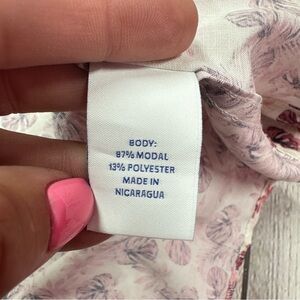 BODY:
87% MODAL
13% POLYESTER
MADE IN
NICARAGUA